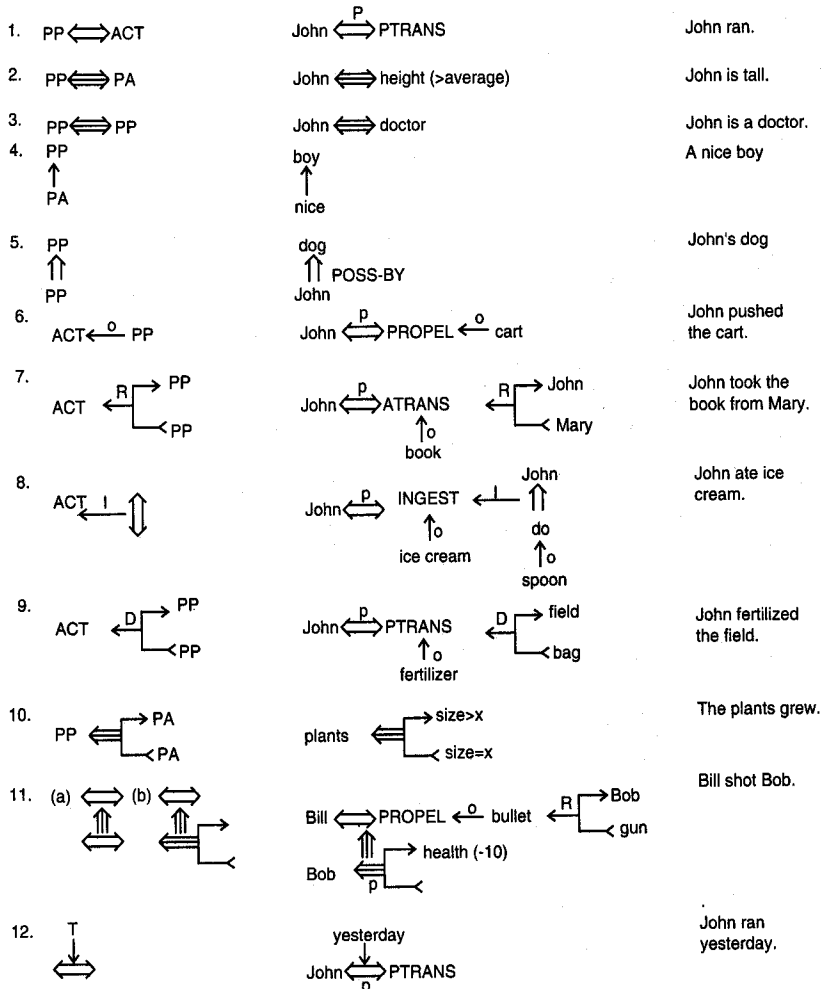 1. PP ACT John P PTRANS John ran.
2. PP PA John height (>average) John is tall.
3. PP PP John doctor John is a doctor.
4. PP boy A nice boy
PA nice
5. PP dog John's dog
POSS-BY
PP John
6. ACT o PP John p PROPEL o cart John pushed
the cart.
7. ACT R PP John p ATRANS R John John took the
PP o Mary book from Mary.
book
8. ACT I John p INGEST I John John ate ice
cream.
o do
ice cream o
spoon
9. ACT D PP John p PTRANS D field John fertilized
PP o bag the field.
fertilizer
10. PP PA plants size>x The plants grew.
PA size=x
11. (a) (b) Bill PROPEL o bullet R Bob Bill shot Bob.
gun
health (-10)
Bob p
12. T yesterday John ran
yesterday.
John p PTRANS